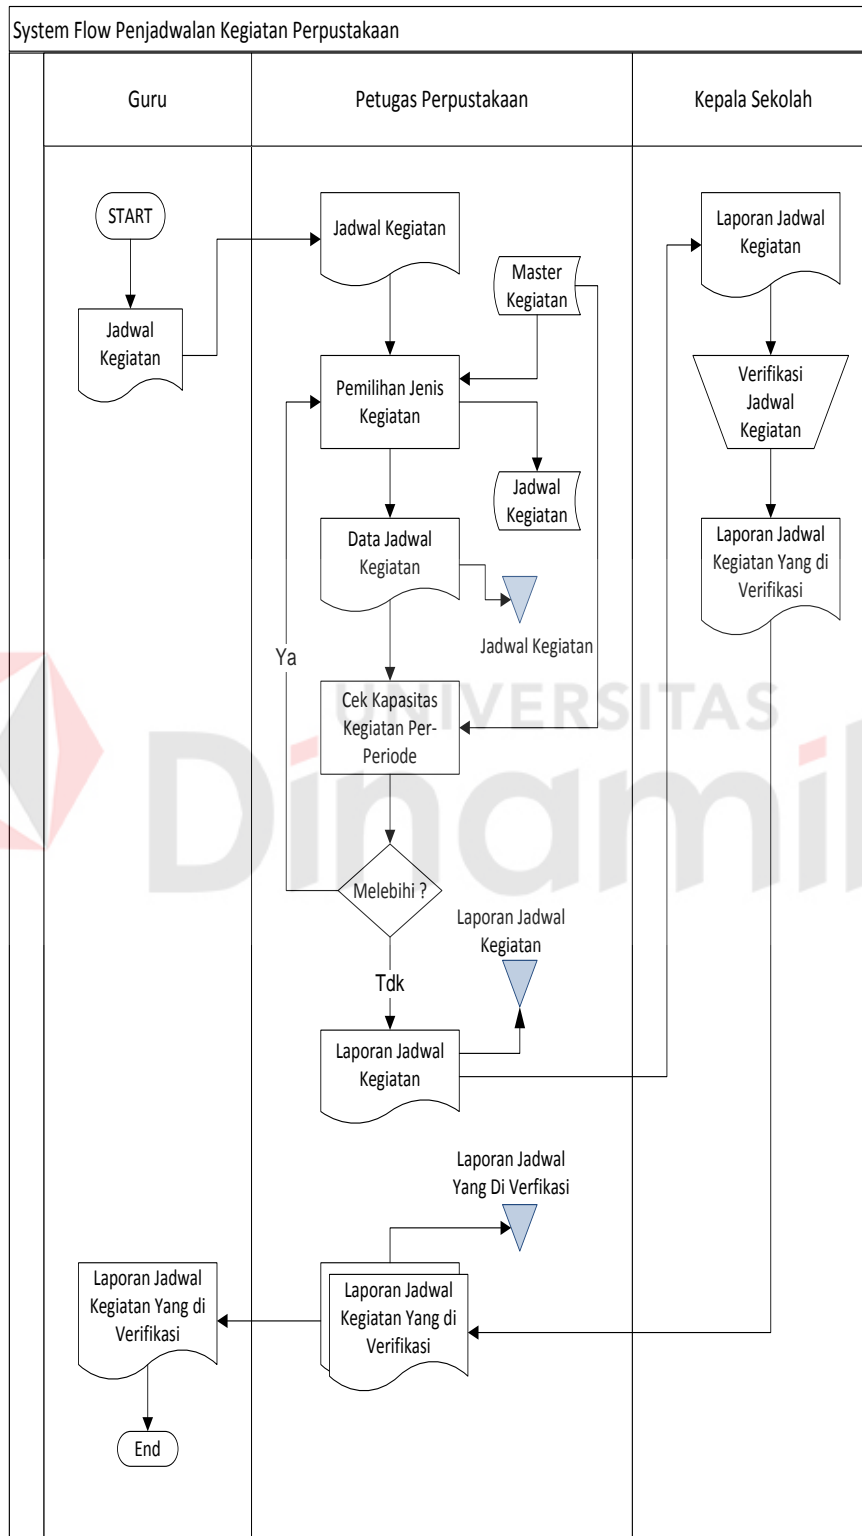 System Flow Penjadwalan Kegiatan Perpustakaan
Guru
Petugas Perpustakaan
Kepala Sekolah
START
Jadwal
Kegiatan
Jadwal Kegiatan
Master
Kegiatan
Pemilihan Jenis
Kegiatan
Jadwal
Kegiatan
Data Jadwal
Kegiatan
Jadwal Kegiatan
Ya
Cek Kapasitas
Kegiatan Per-
Periode
Melebihi ?
Tdk
Laporan Jadwal
Kegiatan
Laporan Jadwal
Kegiatan
Laporan Jadwal
Kegiatan
Verifikasi
Jadwal
Kegiatan
Laporan Jadwal
Kegiatan Yang di
Verifikasi
Laporan Jadwal
Yang Di Verfikasi
Laporan Jadwal
Kegiatan Yang di
Verifikasi
Laporan Jadwal
Kegiatan Yang di
Verifikasi
End
UNIVERSITAS